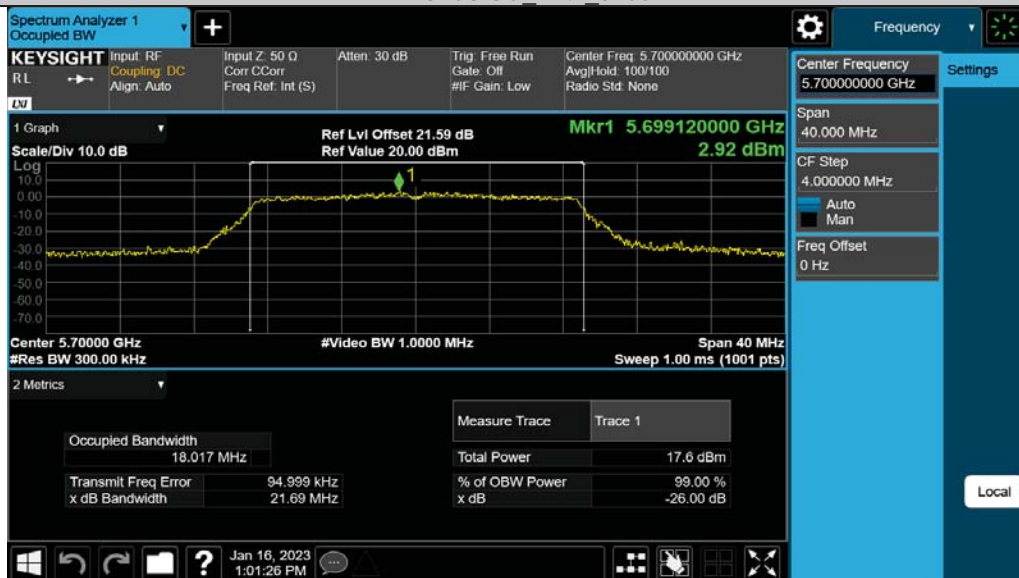 Spectrum Analyzer 1
Occupied BW
Frequency
KEYSIGHT
RL
LXI
Input: RF
Coupling: DC
Align: Auto
Input Z: 50 Ω
Corr CCorr
Freq Ref: Int (S)
Atten: 30 dB
Trig: Free Run
Gate: Off
#IF Gain: Low
Center Freq: 5.700000000 GHz
Avg|Hold: 100/100
Radio Std: None
Center Frequency
5.700000000 GHz
Settings
Span
40.000 MHz
CF Step
4.000000 MHz
Auto
Man
Freq Offset
0 Hz
Local
1 Graph
Scale/Div 10.0 dB
Ref Lvl Offset 21.59 dB
Ref Value 20.00 dBm
Mkr1 5.699120000 GHz
2.92 dBm
Log
1
10.0
0.00
-10.0
-20.0
-30.0
-40.0
-50.0
-60.0
-70.0
Center 5.70000 GHz
#Res BW 300.00 kHz
#Video BW 1.0000 MHz
Span 40 MHz
Sweep 1.00 ms (1001 pts)
2 Metrics
Measure Trace Trace 1
Occupied Bandwidth
18.017 MHz
Total Power 17.6 dBm
Transmit Freq Error 94.999 kHz
% of OBW Power 99.00 %
x dB Bandwidth 21.69 MHz
x dB -26.00 dB
?
Jan 16, 2023
1:01:26 PM